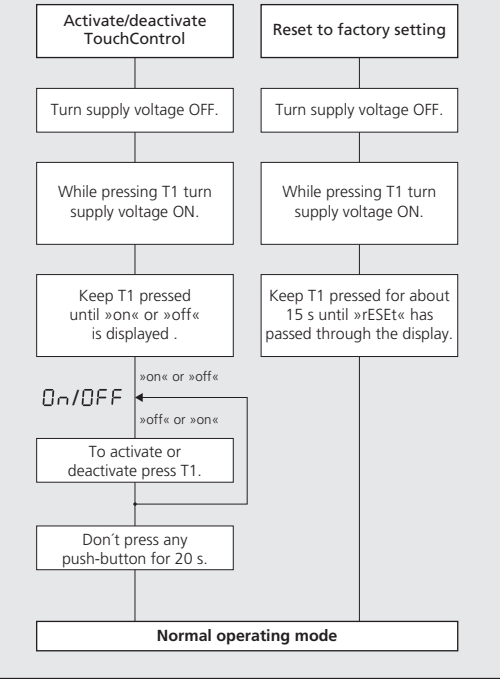 Activate/deactivate
TouchControl
Turn supply voltage OFF.
While pressing T1 turn
supply voltage ON.
Keep T1 pressed
until »on« or »off«
is displayed .
»on« or »off«
On/OFF
»off« or »on«
To activate or
deactivate press T1.
Don´t press any
push-button for 20 s.
Reset to factory setting
Turn supply voltage OFF.
While pressing T1 turn
supply voltage ON.
Keep T1 pressed for about
15 s until »rESEt« has
passed through the display.
Normal operating mode